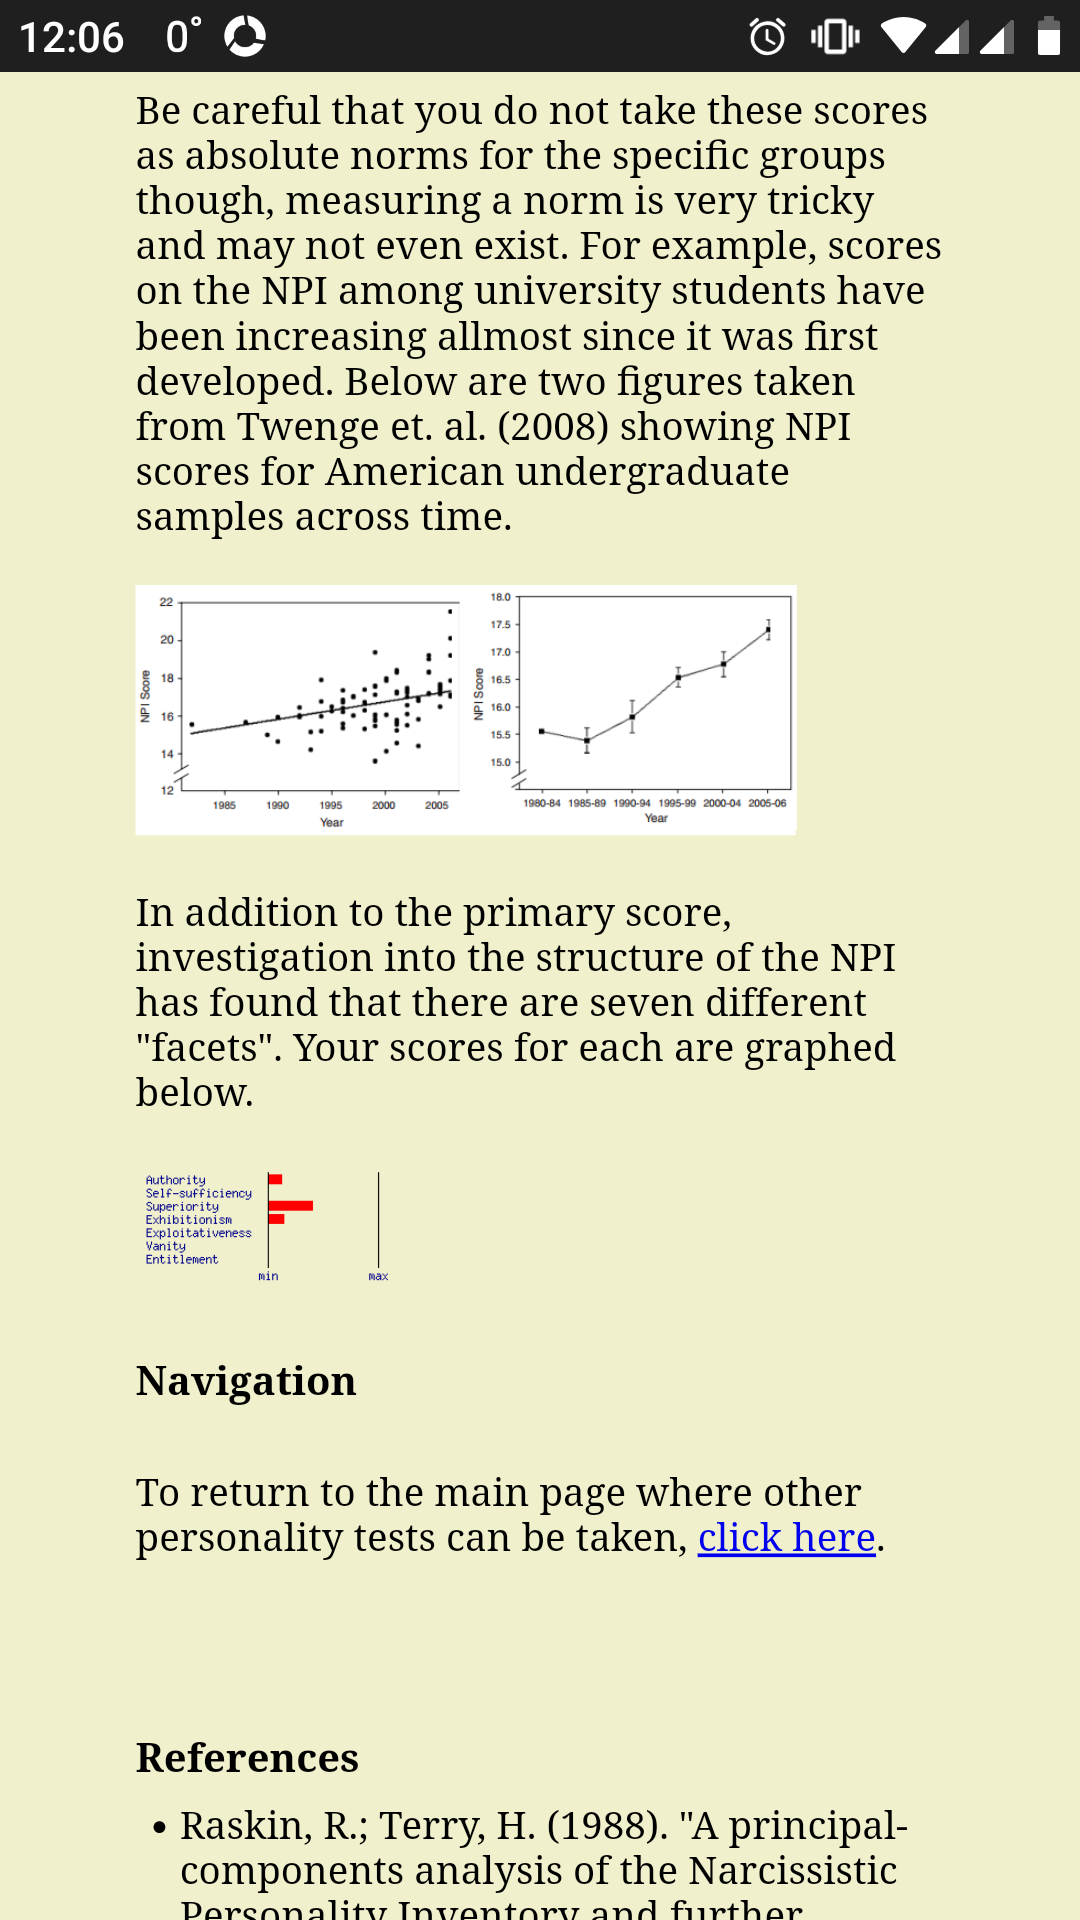 12:06 0°
Be careful that you do not take these scores
as absolute norms for the specific groups
though, measuring a norm is very tricky
and may not even exist. For example, scores
on the NPI among university students have
been increasing allmost since it was first
developed. Below are two figures taken
from Twenge et. al. (2008) showing NPI
scores for American undergraduate
samples across time.
22
20
18
16
14
12
NPI Score
1985 1990 1995 2000 2005
Year
18.0
17.5
17.0
16.5
16.0
15.5
15.0
NPI Score
1980-84 1985-89 1990-94 1995-99 2000-04 2005-06
Year
In addition to the primary score,
investigation into the structure of the NPI
has found that there are seven different
"facets". Your scores for each are graphed
below.
Authority
Self-sufficiency
Superiority
Exhibitionism
Exploitativeness
Vanity
Entitlement
min max
Navigation
To return to the main page where other
personality tests can be taken, click here.
References
• Raskin, R.; Terry, H. (1988). "A principal-
components analysis of the Narcissistic
Personality Inventory and further